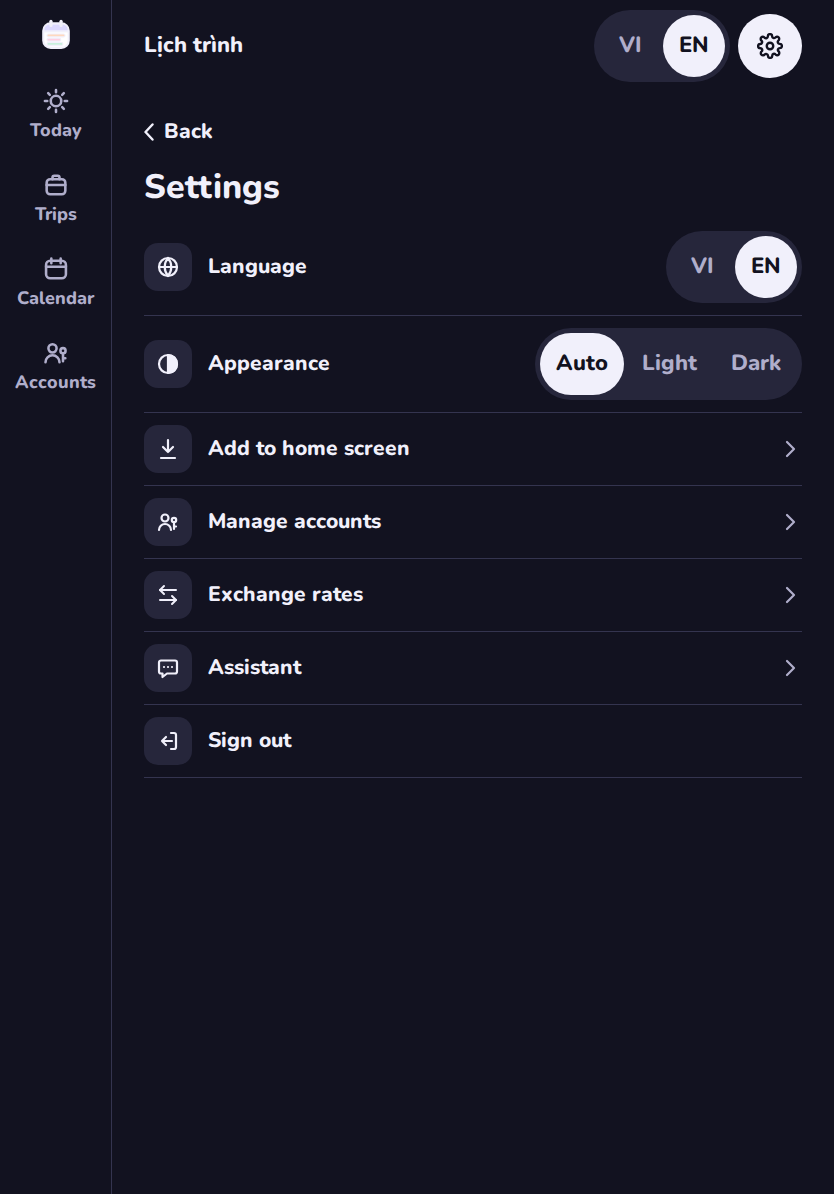 Lịch trình
VI
EN
Today
Trips
Calendar
Accounts
Back
Settings
Language
VI
EN
Appearance
Auto
Light
Dark
Add to home screen
Manage accounts
Exchange rates
Assistant
Sign out